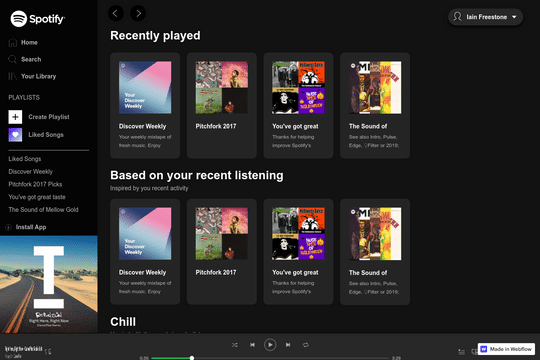 Spotify
Home
Search
Your Library
PLAYLISTS
Create Playlist
Liked Songs
Liked Songs
Discover Weekly
Pitchfork 2017 Picks
You've got great taste
The Sound of Mellow Gold
Install App
Fatboy Slim
Right Here, Right Now
Iain Freestone
Recently played
Your
Discover Weekly
Discover Weekly
Your weekly mixtape of
fresh music. Enjoy
Pitchfork 2017
You've got great
Thanks for helping
improve Spotify's
The Sound of
See also Intro, Pulse,
Edge, Filter or 2019:
Based on your recent listening
Inspired by you recent activity
Your
Discover Weekly
Discover Weekly
Your weekly mixtape of
fresh music. Enjoy
Pitchfork 2017
You've got great
Thanks for helping
improve Spotify's
The Sound of
See also Intro, Pulse,
Edge, Filter or 2019:
Chill
3:29
Made in Webflow